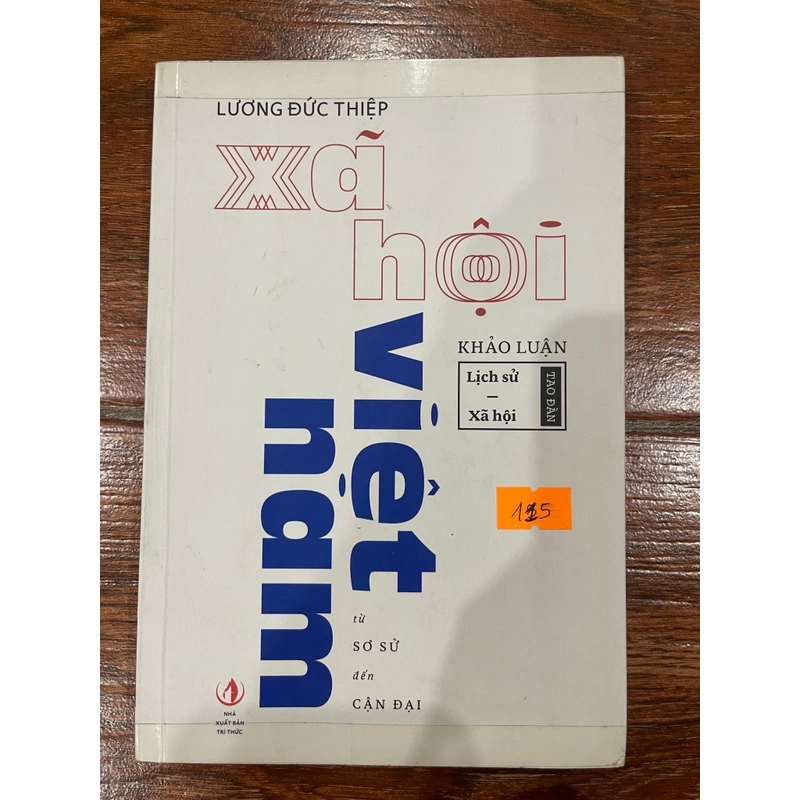 LƯƠNG ĐỨC THIỆP
xã
hội
việt
nam
KHẢO LUẬN
Lịch sử
–
Xã hội
TAO ĐÀN
từ
SƠ SỬ
đến
CẬN ĐẠI
NHÀ
XUẤT BẢN
TRI THỨC